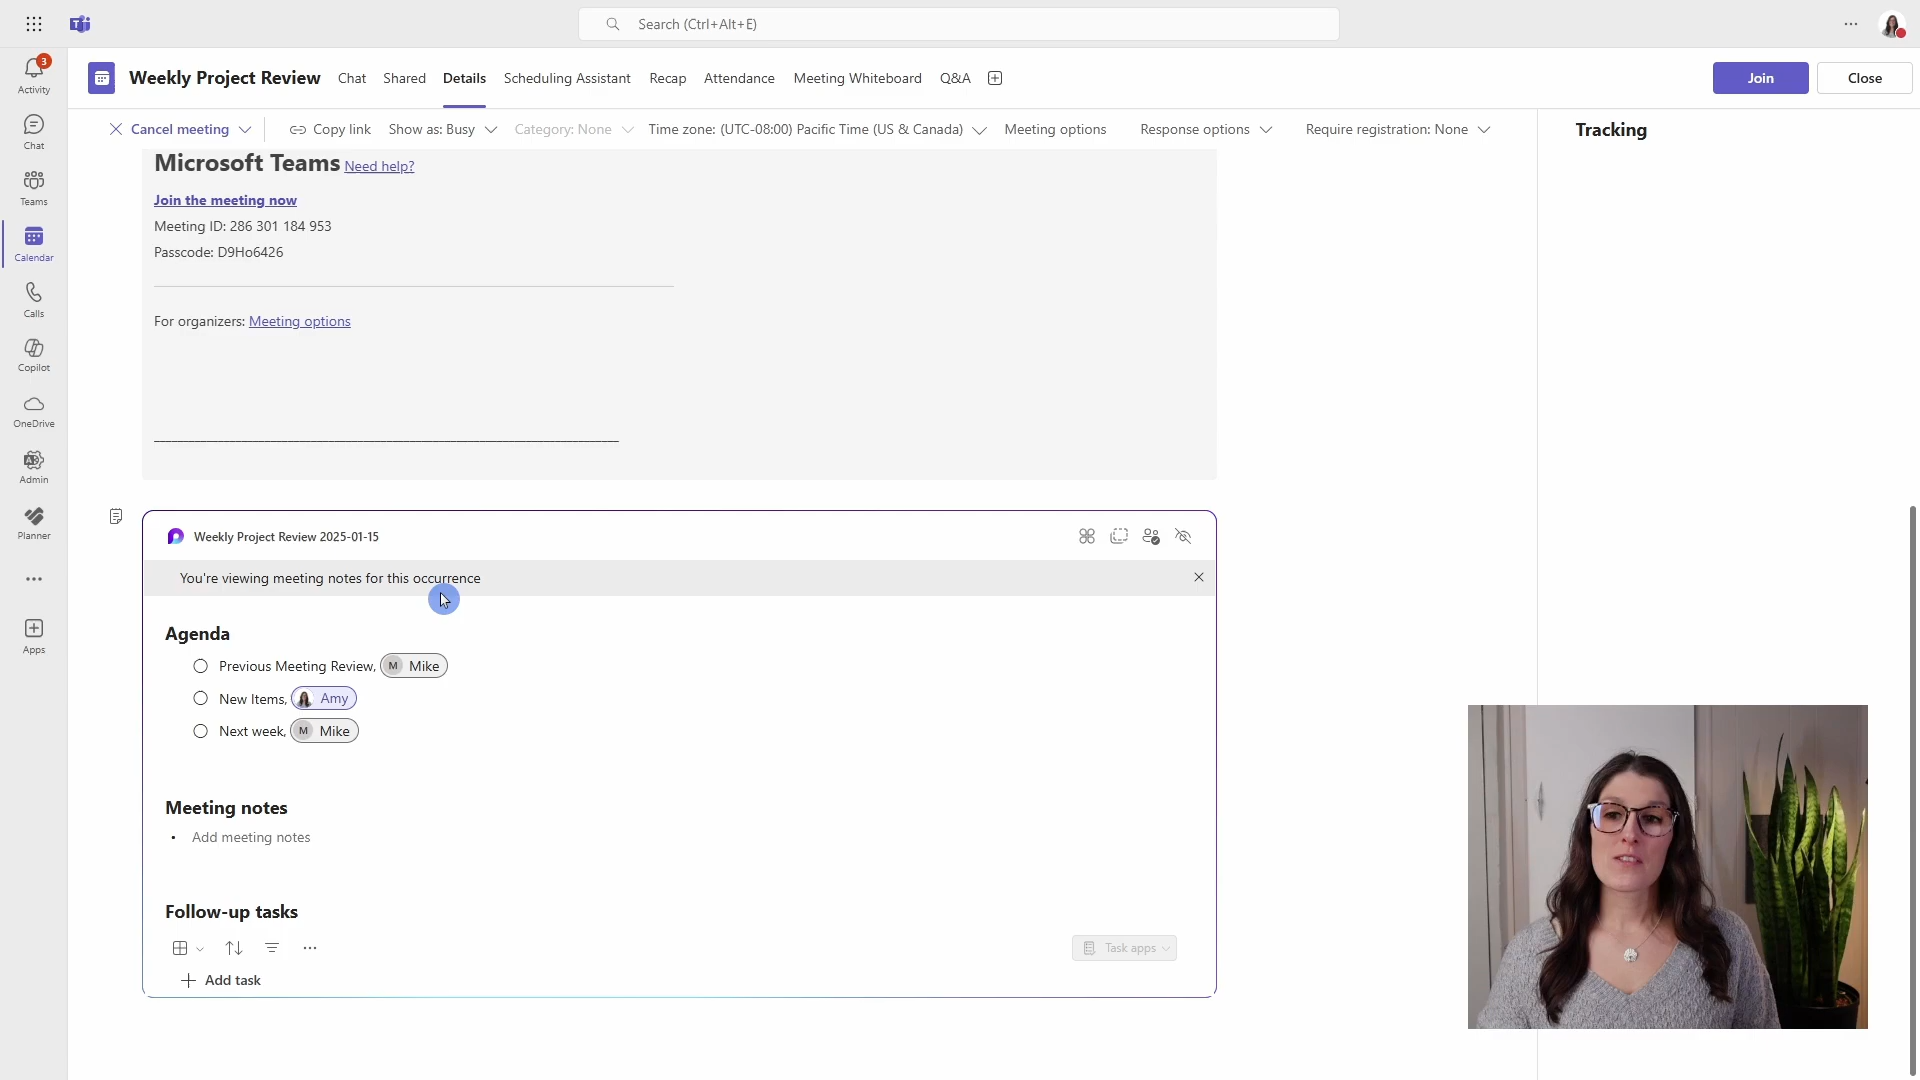 Search (Ctrl+Alt+E)
3
Activity
Chat
Teams
Calendar
Calls
Copilot
OneDrive
Admin
Planner
Apps
Weekly Project Review
Chat
Shared
Details
Scheduling Assistant
Recap
Attendance
Meeting Whiteboard
Q&A
Join
Close
Cancel meeting
Copy link
Show as: Busy
Category: None
Time zone: (UTC-08:00) Pacific Time (US & Canada)
Meeting options
Response options
Require registration: None
Tracking
Microsoft Teams Need help?
Join the meeting now
Meeting ID: 286 301 184 953
Passcode: D9Ho6426
For organizers: Meeting options
Weekly Project Review 2025-01-15
You're viewing meeting notes for this occurrence
Agenda
Previous Meeting Review, M Mike
New Items, Amy
Next week, M Mike
Meeting notes
• Add meeting notes
Follow-up tasks
Task apps
Add task